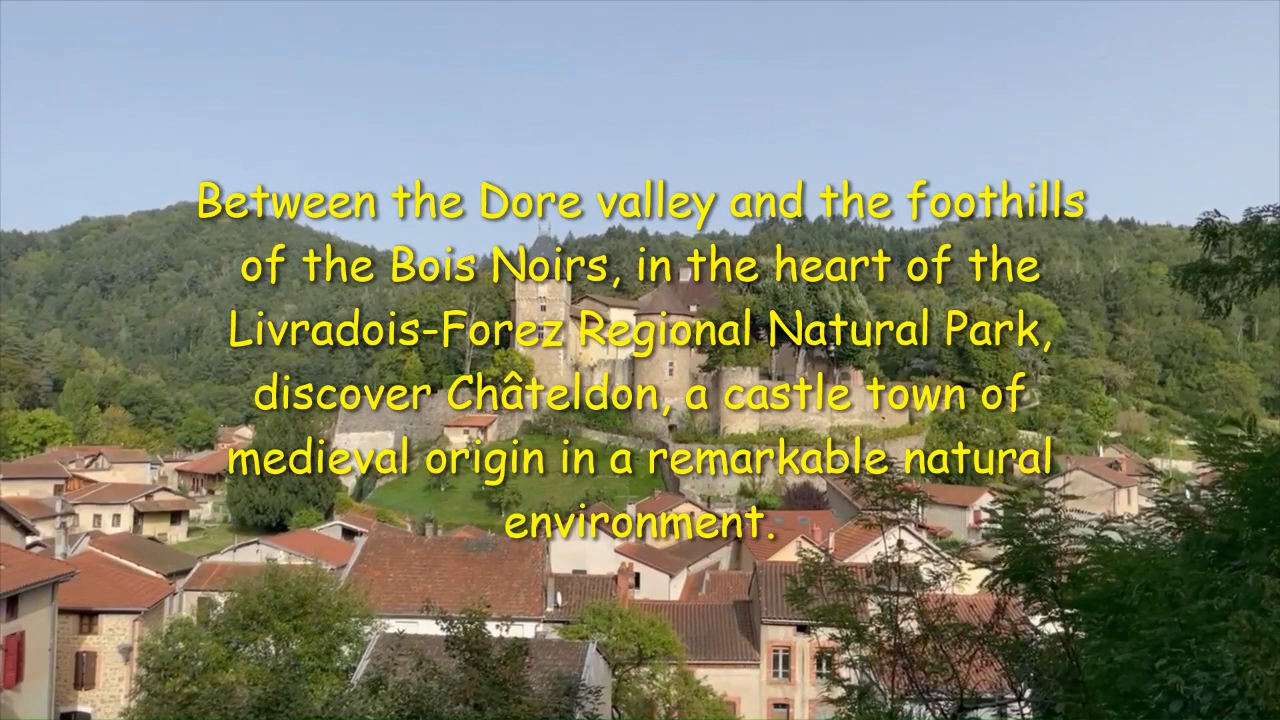 Between the Dore valley and the foothills
of the Bois Noirs, in the heart of the
Livradois-Forez Regional Natural Park,
discover Châteldon, a castle town of
medieval origin in a remarkable natural
environment.